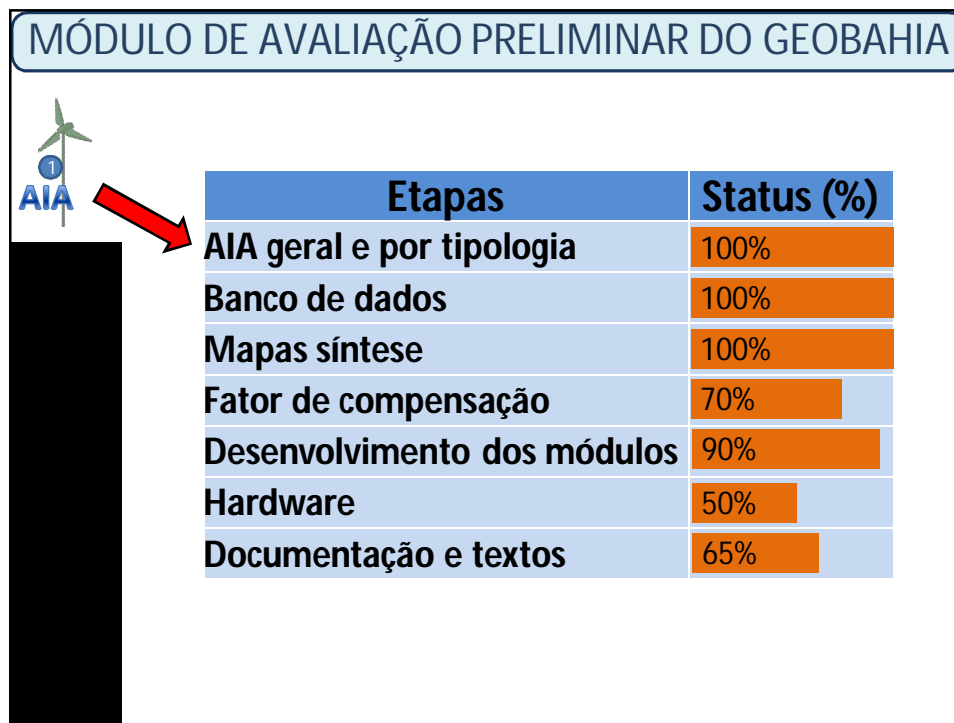 MÓDULO DE AVALIAÇÃO PRELIMINAR DO GEOBAHIA
1
AIA
Etapas Status (%)
AIA geral e por tipologia 100%
Banco de dados 100%
Mapas síntese 100%
Fator de compensação 70%
Desenvolvimento dos módulos 90%
Hardware 50%
Documentação e textos 65%